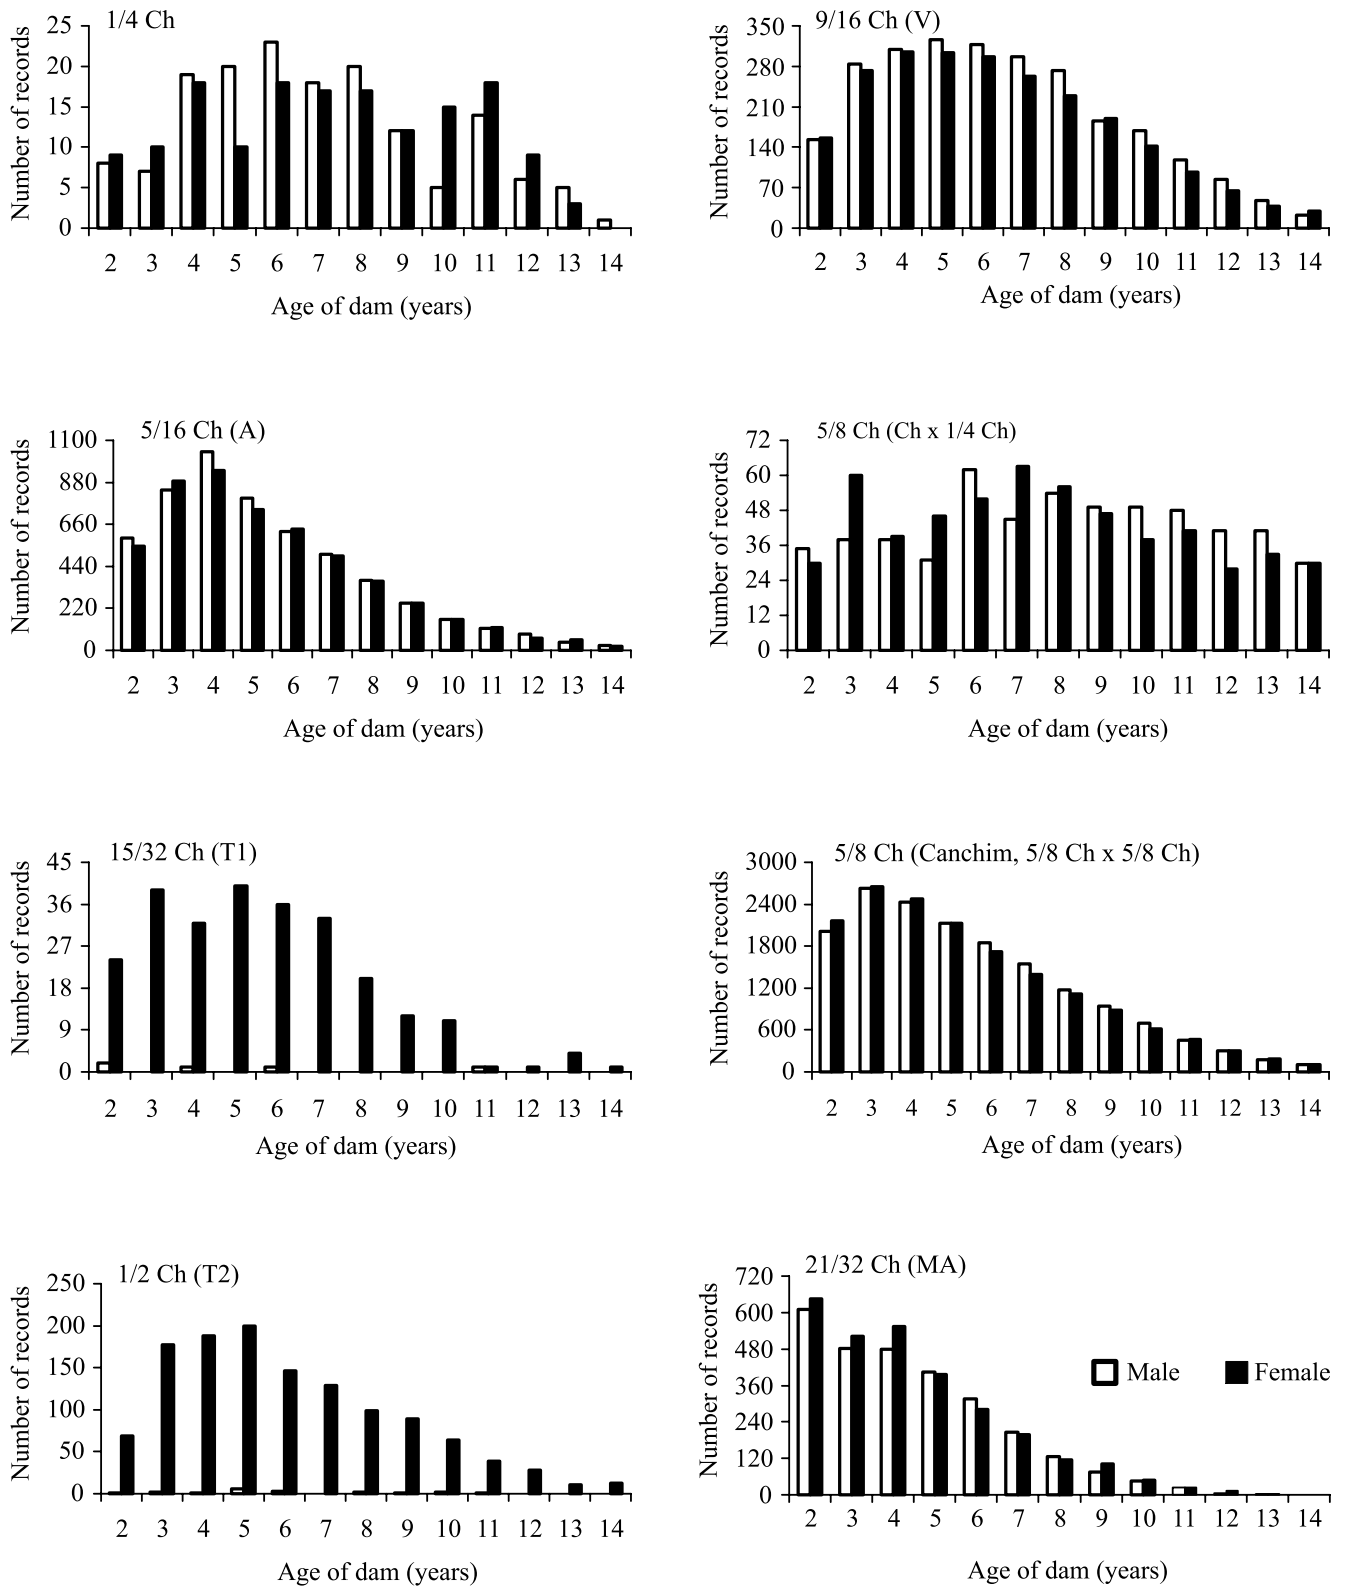 1/4 Ch
Number of records
25
20
15
10
5
0
2 3 4 5 6 7 8 9 10 11 12 13 14
Age of dam (years)
9/16 Ch (V)
Number of records
350
280
210
140
70
0
2 3 4 5 6 7 8 9 10 11 12 13 14
Age of dam (years)
5/16 Ch (A)
Number of records
1100
880
660
440
220
0
2 3 4 5 6 7 8 9 10 11 12 13 14
Age of dam (years)
5/8 Ch (Ch x 1/4 Ch)
Number of records
72
60
48
36
24
12
0
2 3 4 5 6 7 8 9 10 11 12 13 14
Age of dam (years)
15/32 Ch (T1)
Number of records
45
36
27
18
9
0
2 3 4 5 6 7 8 9 10 11 12 13 14
Age of dam (years)
5/8 Ch (Canchim, 5/8 Ch x 5/8 Ch)
Number of records
3000
2400
1800
1200
600
0
2 3 4 5 6 7 8 9 10 11 12 13 14
Age of dam (years)
1/2 Ch (T2)
Number of records
250
200
150
100
50
0
2 3 4 5 6 7 8 9 10 11 12 13 14
Age of dam (years)
21/32 Ch (MA)
Number of records
720
600
480
360
240
120
0
Male Female
2 3 4 5 6 7 8 9 10 11 12 13 14
Age of dam (years)